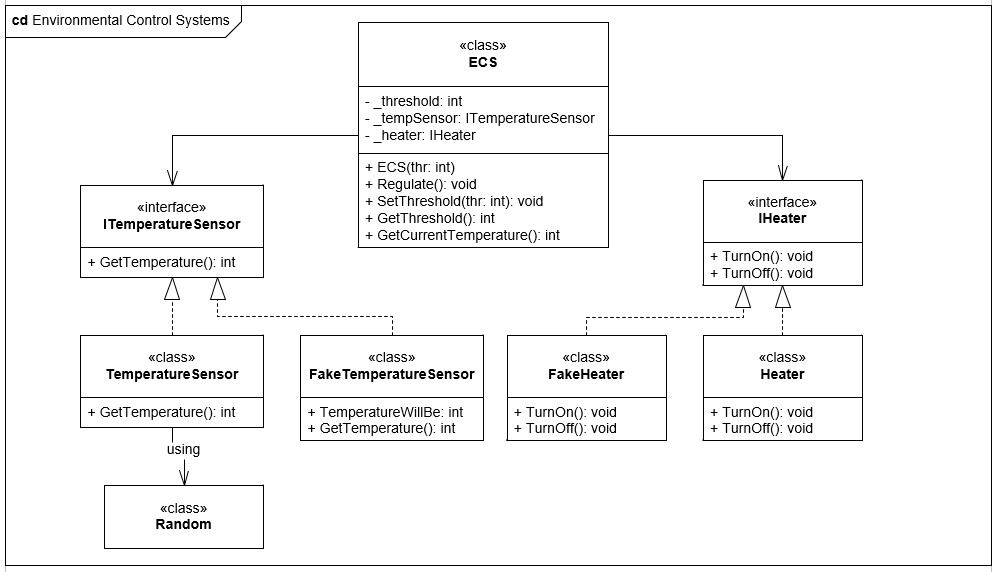 cd Environmental Control Systems
«class»
ECS
- _threshold: int
- _tempSensor: ITemperatureSensor
- _heater: IHeater
+ ECS(thr: int)
+ Regulate(): void
+ SetThreshold(thr: int): void
+ GetThreshold(): int
+ GetCurrentTemperature(): int
«interface»
ITemperatureSensor
+ GetTemperature(): int
«interface»
IHeater
+ TurnOn(): void
+ TurnOff(): void
«class»
TemperatureSensor
+ GetTemperature(): int
«class»
FakeTemperatureSensor
+ TemperatureWillBe: int
+ GetTemperature(): int
«class»
FakeHeater
+ TurnOn(): void
+ TurnOff(): void
«class»
Heater
+ TurnOn(): void
+ TurnOff(): void
using
«class»
Random